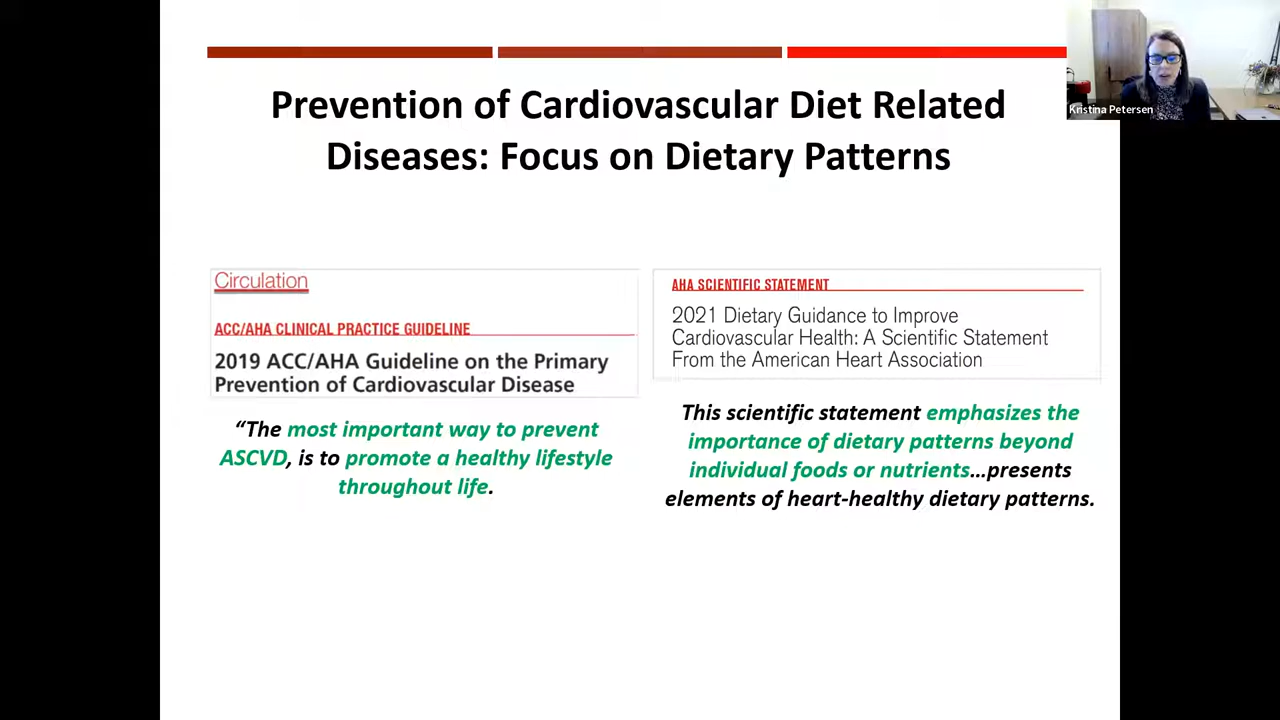 Prevention of Cardiovascular Diet Related
Diseases: Focus on Dietary Patterns
Kristina Petersen
Circulation
ACC/AHA CLINICAL PRACTICE GUIDELINE
2019 ACC/AHA Guideline on the Primary
Prevention of Cardiovascular Disease
“The most important way to prevent
ASCVD, is to promote a healthy lifestyle
throughout life.
AHA SCIENTIFIC STATEMENT
2021 Dietary Guidance to Improve
Cardiovascular Health: A Scientific Statement
From the American Heart Association
This scientific statement emphasizes the
importance of dietary patterns beyond
individual foods or nutrients…presents
elements of heart-healthy dietary patterns.